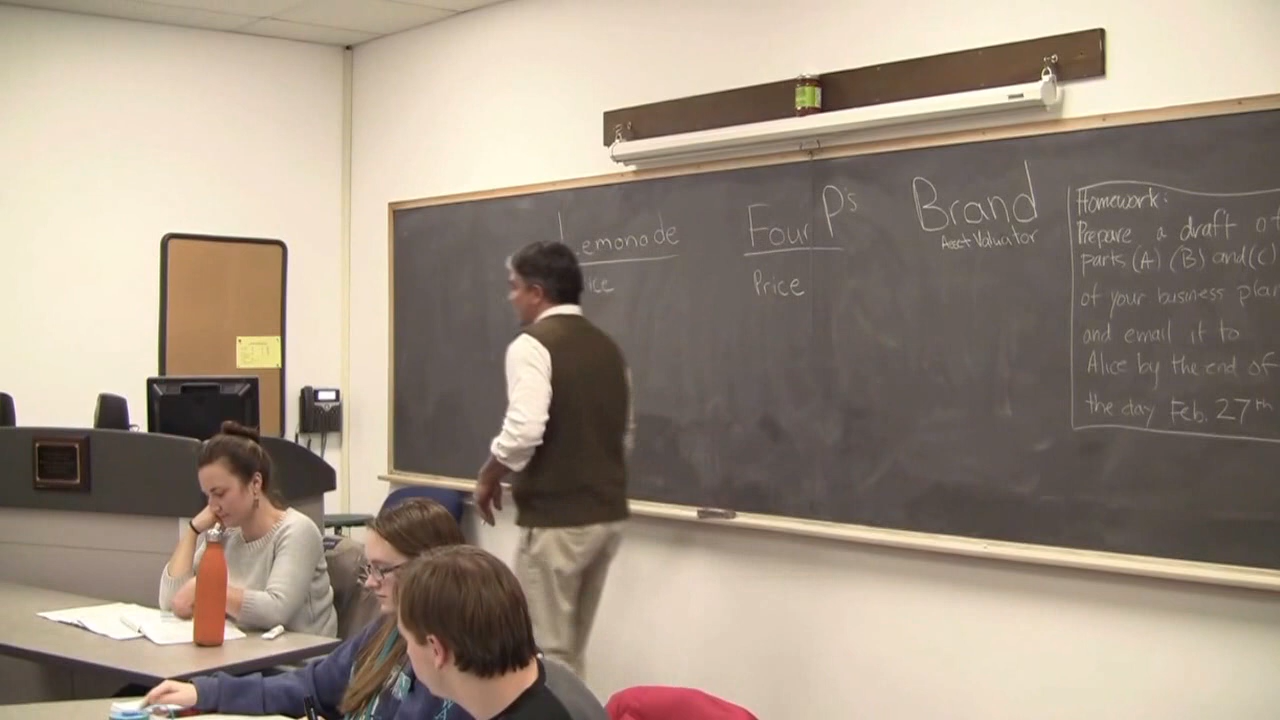 Lemonade
ice
Four P's
Price
Brand
Asset Valuator
Homework:
Prepare a draft of
parts (A) (B) and (C)
of your business plan
and email it to
Alice by the end of
the day Feb. 27th